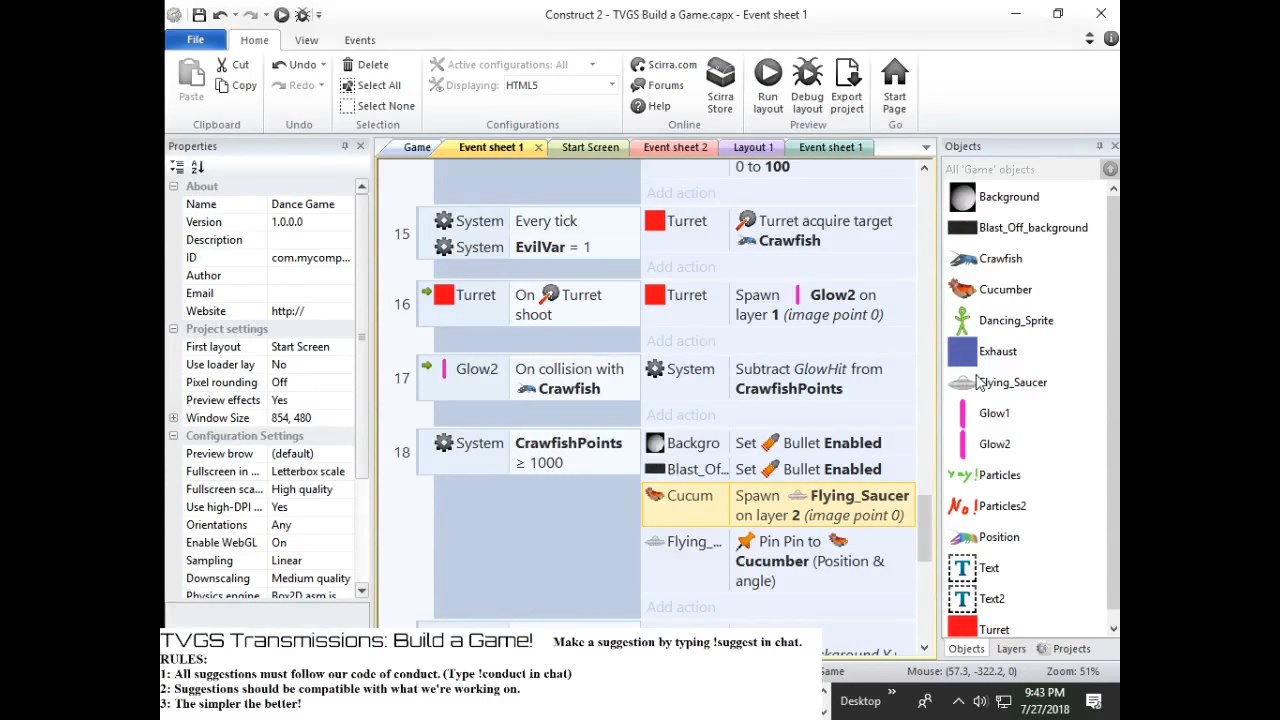 Construct 2 - TVGS Build a Game.capx - Event sheet 1
File Home View Events
Paste
Cut
Copy
Clipboard
Undo
Redo
Undo
Delete
Select All
Select None
Selection
Active configurations: All
Displaying: HTML5
Configurations
Scirra.com
Forums
Help
Scirra Store
Online
Run layout
Debug layout
Export project
Preview
Start Page
Go
Properties
About
Name Dance Game
Version 1.0.0.0
Description
ID com.mycomp...
Author
Email
Website http://
Project settings
First layout Start Screen
Use loader lay No
Pixel rounding Off
Preview effects Yes
Window Size 854, 480
Configuration Settings
Preview brow (default)
Fullscreen in ... Letterbox scale
Fullscreen sca... High quality
Use high-DPI ... Yes
Orientations Any
Enable WebGL On
Sampling Linear
Downscaling Medium quality
Physics engine Box2D asm.js
Game Event sheet 1 Start Screen Event sheet 2 Layout 1 Event sheet 1
0 to 100
Add action
15 System Every tick Turret Turret acquire target
System EvilVar = 1 Crawfish
Add action
16 Turret On Turret Turret Spawn Glow2 on
shoot layer 1 (image point 0)
Add action
17 Glow2 On collision with System Subtract GlowHit from
Crawfish CrawfishPoints
Add action
18 System CrawfishPoints Backgro Set Bullet Enabled
≥ 1000 Blast_Of... Set Bullet Enabled
Cucum Spawn Flying_Saucer
on layer 2 (image point 0)
Flying_... Pin Pin to
Cucumber (Position &
angle)
Add action
Objects
All 'Game' objects
Background
Blast_Off_background
Crawfish
Cucumber
Dancing_Sprite
Exhaust
Flying_Saucer
Glow1
Glow2
Particles
Particles2
Position
T Text
T Text2
Turret
Objects Layers Projects
Mouse: (57.3, -322.2, 0) Zoom: 51%
TVGS Transmissions: Build a Game! Make a suggestion by typing !suggest in chat.
RULES:
1: All suggestions must follow our code of conduct. (Type !conduct in chat)
2: Suggestions should be compatible with what we're working on.
3: The simpler the better!
Desktop
9:43 PM
7/27/2018